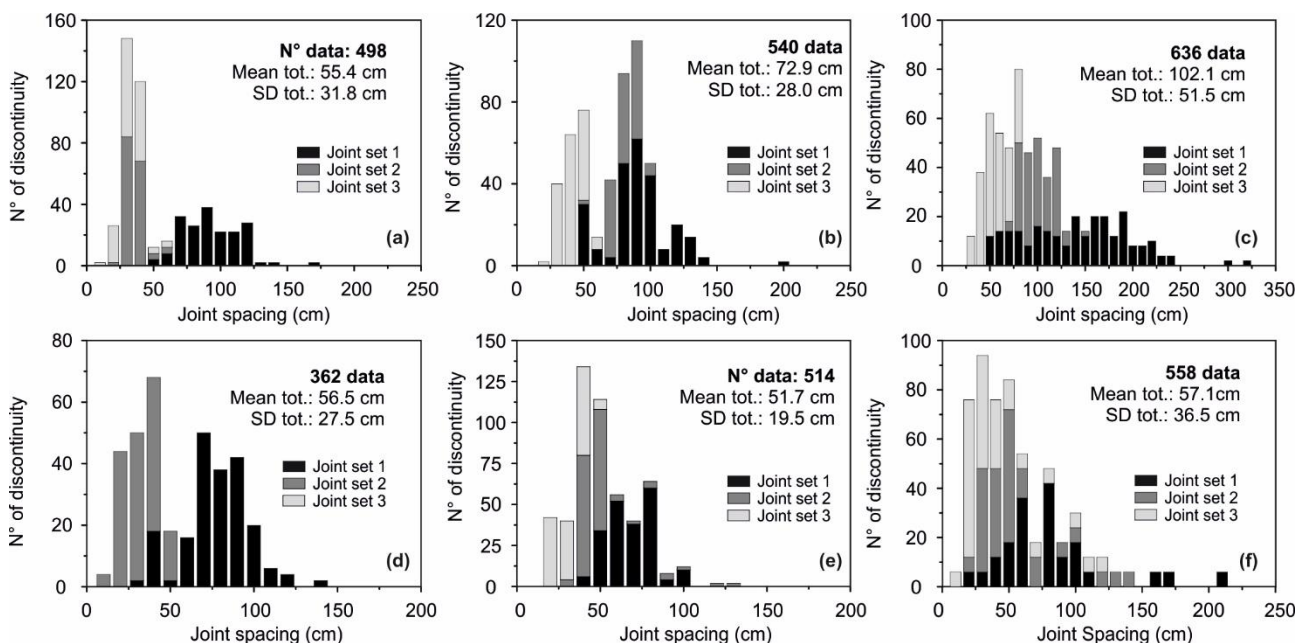 N° of discontinuity
160
120
80
40
0
0 50 100 150 200 250
Joint spacing (cm)
N° data: 498
Mean tot.: 55.4 cm
SD tot.: 31.8 cm
Joint set 1
Joint set 2
Joint set 3
(a)
N° of discontinuity
120
80
40
0
0 50 100 150 200 250
Joint spacing (cm)
540 data
Mean tot.: 72.9 cm
SD tot.: 28.0 cm
Joint set 1
Joint set 2
Joint set 3
(b)
N° of discontinuity
100
80
60
40
20
0
0 50 100 150 200 250 300 350
Joint spacing (cm)
636 data
Mean tot.: 102.1 cm
SD tot.: 51.5 cm
Joint set 1
Joint set 2
Joint set 3
(c)
N° of discontinuity
80
60
40
20
0
0 50 100 150 200
Joint spacing (cm)
362 data
Mean tot.: 56.5 cm
SD tot.: 27.5 cm
Joint set 1
Joint set 2
Joint set 3
(d)
N° of discontinuity
150
125
100
75
50
25
0
0 50 100 150 200
Joint spacing (cm)
N° data: 514
Mean tot.: 51.7 cm
SD tot.: 19.5 cm
Joint set 1
Joint set 2
Joint set 3
(e)
N° of discontinuity
100
80
60
40
20
0
0 50 100 150 200 250
Joint Spacing (cm)
558 data
Mean tot.: 57.1cm
SD tot.: 36.5 cm
Joint set 1
Joint set 2
Joint set 3
(f)